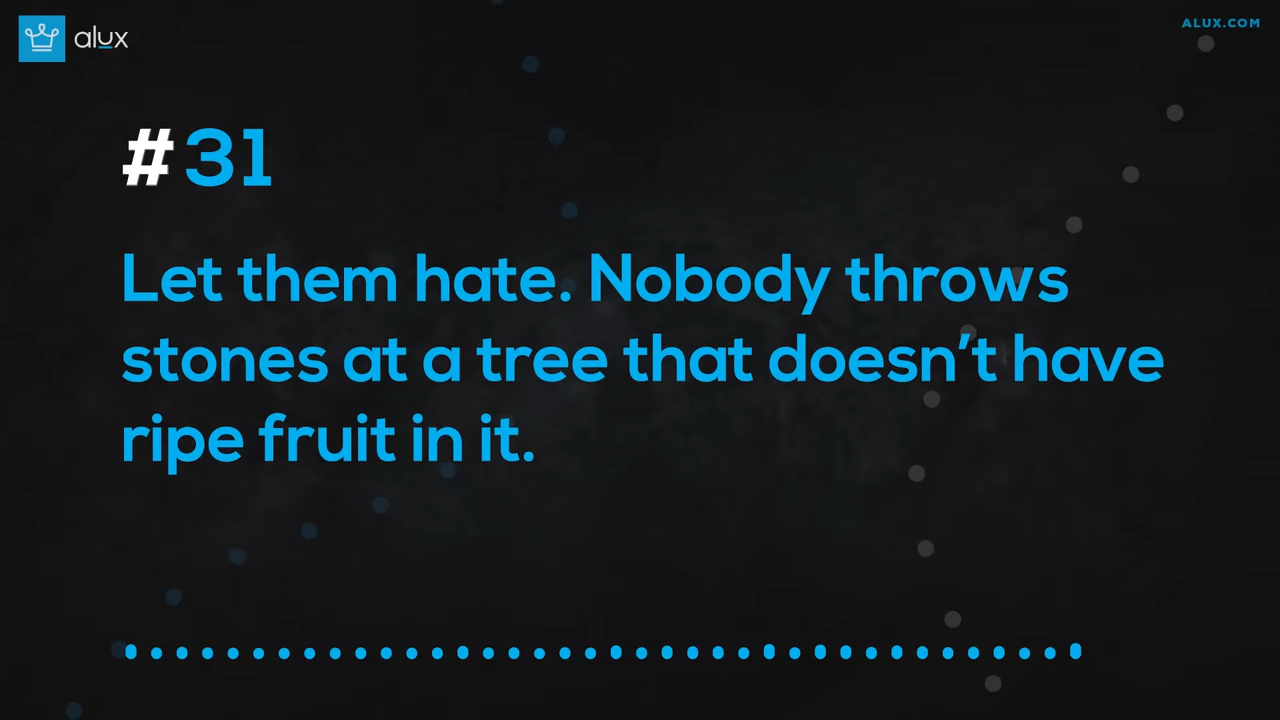 alux
ALUX.COM
#31
Let them hate. Nobody throws
stones at a tree that doesn’t have
ripe fruit in it.